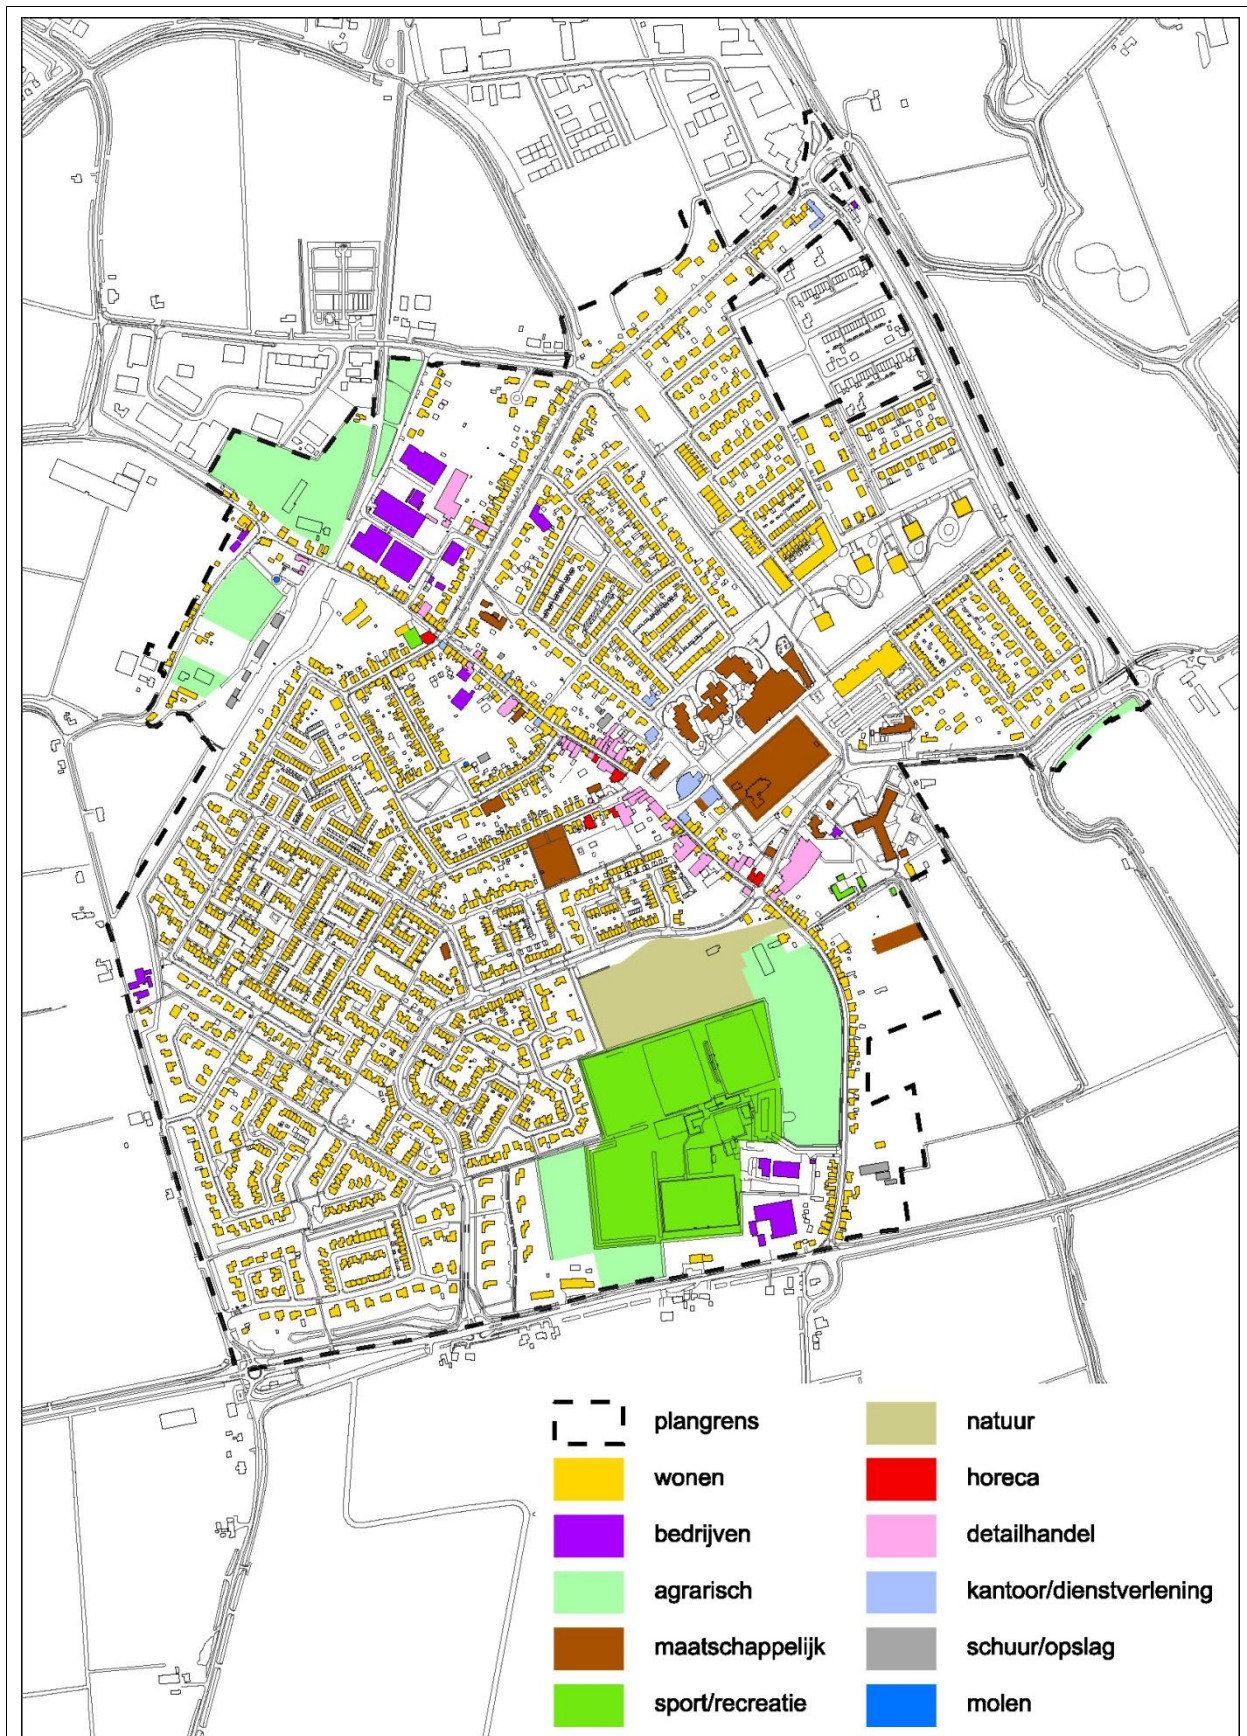 plangrens
wonen
bedrijven
agrarisch
maatschappelijk
sport/recreatie
natuur
horeca
detailhandel
kantoor/dienstverlening
schuur/opslag
molen